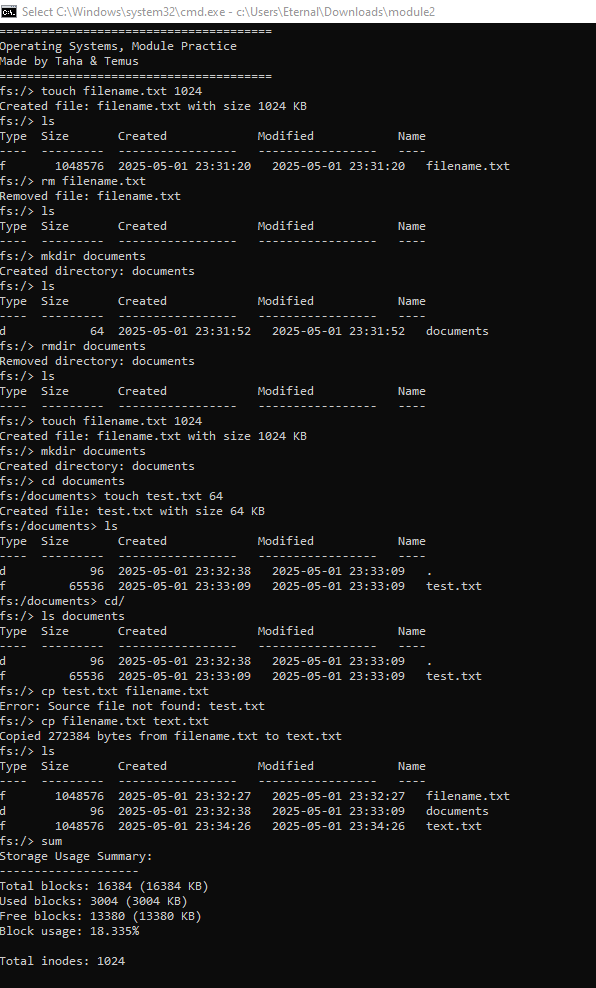 Select C:\Windows\system32\cmd.exe - c:\Users\Eternal\Downloads\module2
=====================================
Operating Systems, Module Practice
Made by Taha & Temus
=====================================
fs:/> touch filename.txt 1024
Created file: filename.txt with size 1024 KB
fs:/> ls
Type  Size       Created             Modified            Name
----  ---------  -----------------   -----------------   ----
f       1048576  2025-05-01 23:31:20   2025-05-01 23:31:20   filename.txt
fs:/> rm filename.txt
Removed file: filename.txt
fs:/> ls
Type  Size       Created             Modified            Name
----  ---------  -----------------   -----------------   ----
fs:/> mkdir documents
Created directory: documents
fs:/> ls
Type  Size       Created             Modified            Name
----  ---------  -----------------   -----------------   ----
d            64  2025-05-01 23:31:52   2025-05-01 23:31:52   documents
fs:/> rmdir documents
Removed directory: documents
fs:/> ls
Type  Size       Created             Modified            Name
----  ---------  -----------------   -----------------   ----
fs:/> touch filename.txt 1024
Created file: filename.txt with size 1024 KB
fs:/> mkdir documents
Created directory: documents
fs:/> cd documents
fs:/documents> touch test.txt 64
Created file: test.txt with size 64 KB
fs:/documents> ls
Type  Size       Created             Modified            Name
----  ---------  -----------------   -----------------   ----
d            96  2025-05-01 23:32:38   2025-05-01 23:33:09   .
f         65536  2025-05-01 23:33:09   2025-05-01 23:33:09   test.txt
fs:/documents> cd/
fs:/> ls documents
Type  Size       Created             Modified            Name
----  ---------  -----------------   -----------------   ----
d            96  2025-05-01 23:32:38   2025-05-01 23:33:09   .
f         65536  2025-05-01 23:33:09   2025-05-01 23:33:09   test.txt
fs:/> cp test.txt filename.txt
Error: Source file not found: test.txt
fs:/> cp filename.txt text.txt
Copied 272384 bytes from filename.txt to text.txt
fs:/> ls
Type  Size       Created             Modified            Name
----  ---------  -----------------   -----------------   ----
f       1048576  2025-05-01 23:32:27   2025-05-01 23:32:27   filename.txt
d            96  2025-05-01 23:32:38   2025-05-01 23:33:09   documents
f       1048576  2025-05-01 23:34:26   2025-05-01 23:34:26   text.txt
fs:/> sum
Storage Usage Summary:
--------------------
Total blocks: 16384 (16384 KB)
Used blocks: 3004 (3004 KB)
Free blocks: 13380 (13380 KB)
Block usage: 18.335%
Total inodes: 1024